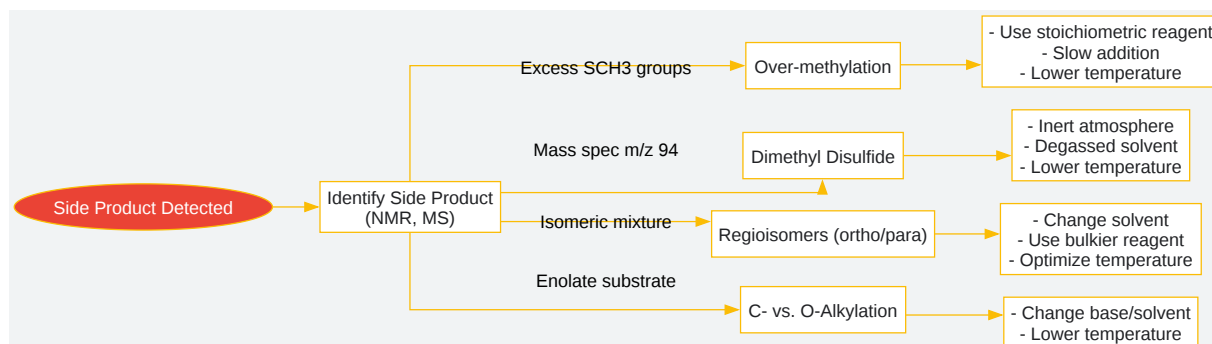 Side Product Detected
Identify Side Product
(NMR, MS)
Excess SCH3 groups
Over-methylation
- Use stoichiometric reagent
- Slow addition
- Lower temperature
Mass spec m/z 94
Dimethyl Disulfide
- Inert atmosphere
- Degassed solvent
- Lower temperature
Isomeric mixture
Regioisomers (ortho/para)
- Change solvent
- Use bulkier reagent
- Optimize temperature
Enolate substrate
C- vs. O-Alkylation
- Change base/solvent
- Lower temperature